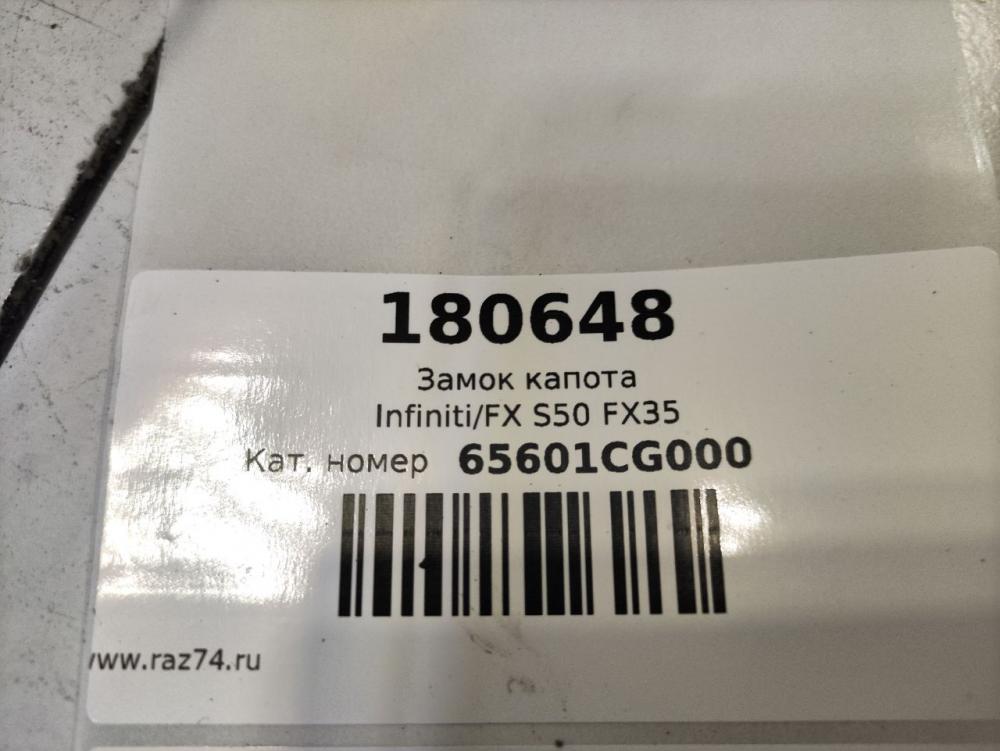 180648
Замок капота
Infiniti/FX S50 FX35
Кат. номер 65601CG000
www.raz74.ru